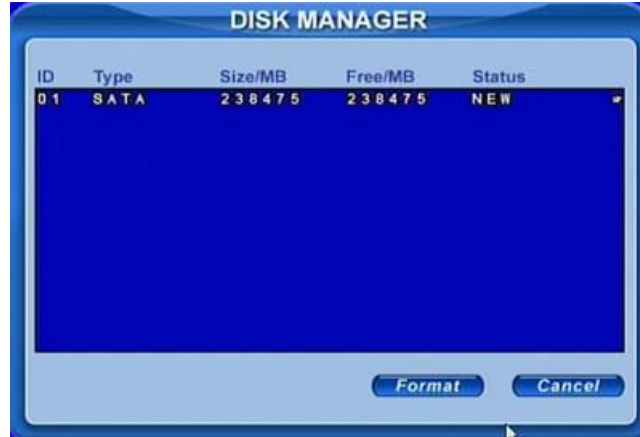 DISK MANAGER
ID Type Size/MB Free/MB Status
01 SATA 238475 238475 NEW
Format Cancel